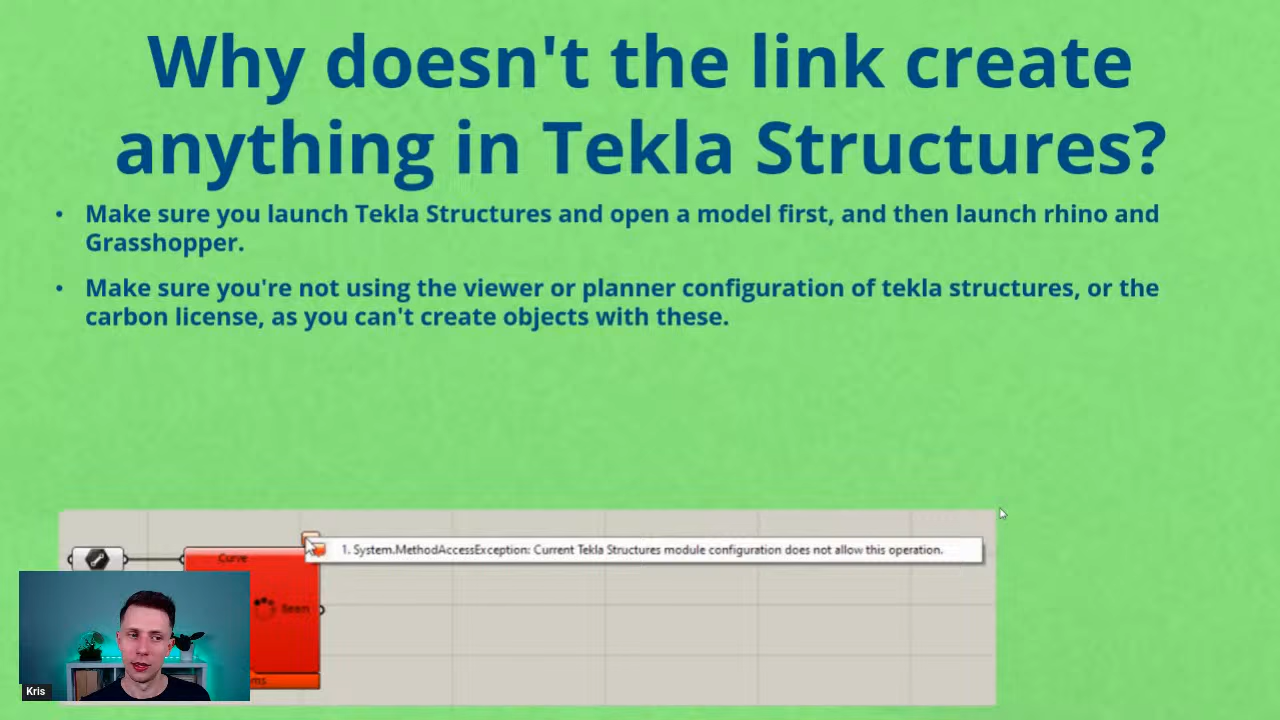 Why doesn't the link create
anything in Tekla Structures?
• Make sure you launch Tekla Structures and open a model first, and then launch rhino and
Grasshopper.
• Make sure you're not using the viewer or planner configuration of tekla structures, or the
carbon license, as you can't create objects with these.
1. System.MethodAccessException: Current Tekla Structures module configuration does not allow this operation.
Curve
Kris